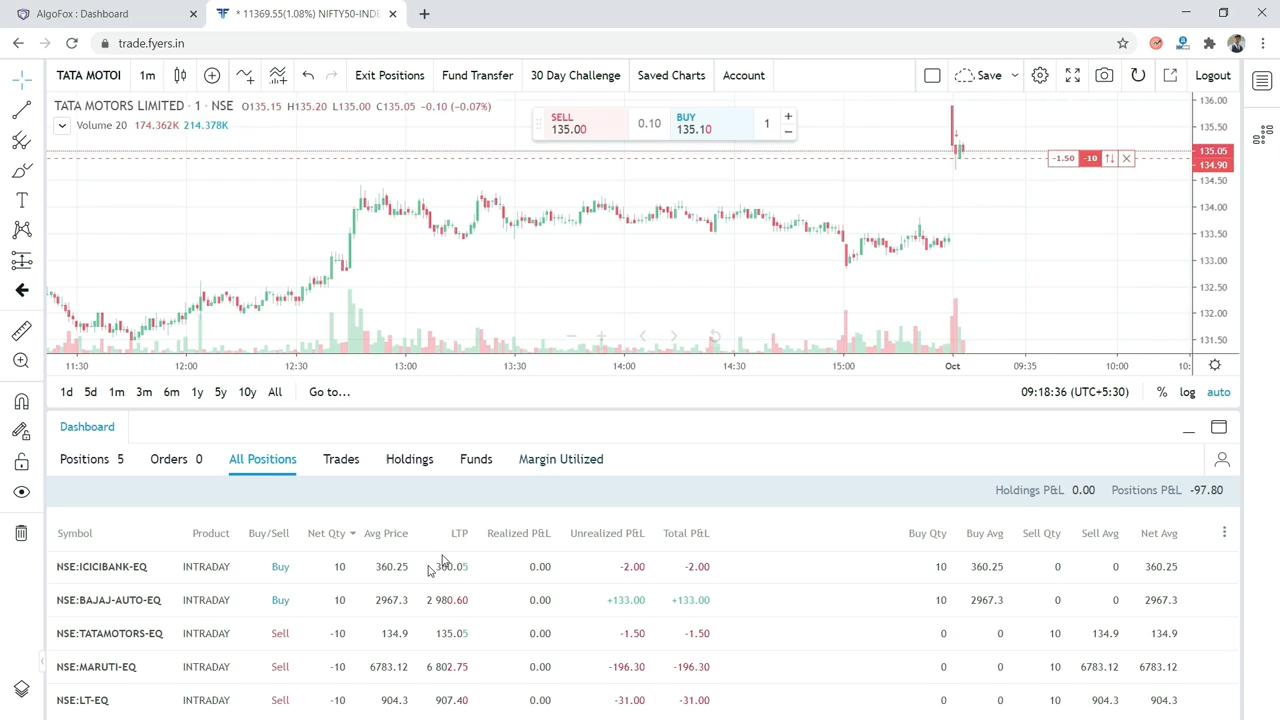 AlgoFox : Dashboard
* 11369.55(1.08%) NIFTY50-INDE
trade.fyers.in
TATA MOTOI 1m Exit Positions Fund Transfer 30 Day Challenge Saved Charts Account Save Logout
TATA MOTORS LIMITED · 1 · NSE O135.15 H135.20 L135.00 C135.05 -0.10 (-0.07%)
Volume 20 174.362K 214.378K
SELL
135.00
0.10
BUY
135.10
1
136.00
135.50
135.05
134.90
134.50
134.00
133.50
133.00
132.50
132.00
131.50
-1.50 -10
11:30 12:00 12:30 13:00 13:30 14:00 14:30 15:00 Oct 09:35 10:00 10:
1d 5d 1m 3m 6m 1y 5y 10y All Go to... 09:18:36 (UTC+5:30) % log auto
Dashboard
Positions 5 Orders 0 All Positions Trades Holdings Funds Margin Utilized
Holdings P&L 0.00 Positions P&L -97.80
Symbol Product Buy/Sell Net Qty Avg Price LTP Realized P&L Unrealized P&L Total P&L Buy Qty Buy Avg Sell Qty Sell Avg Net Avg
NSE:ICICIBANK-EQ INTRADAY Buy 10 360.25 0.00 -2.00 -2.00 10 360.25 0 0 360.25
NSE:BAJAJ-AUTO-EQ INTRADAY Buy 10 2967.3 2 980.60 0.00 +133.00 +133.00 10 2967.3 0 0 2967.3
NSE:TATAMOTORS-EQ INTRADAY Sell -10 134.9 135.05 0.00 -1.50 -1.50 0 0 10 134.9 134.9
NSE:MARUTI-EQ INTRADAY Sell -10 6783.12 6 802.75 0.00 -196.30 -196.30 0 0 10 6783.12 6783.12
NSE:LT-EQ INTRADAY Sell -10 904.3 907.40 0.00 -31.00 -31.00 0 0 10 904.3 904.3